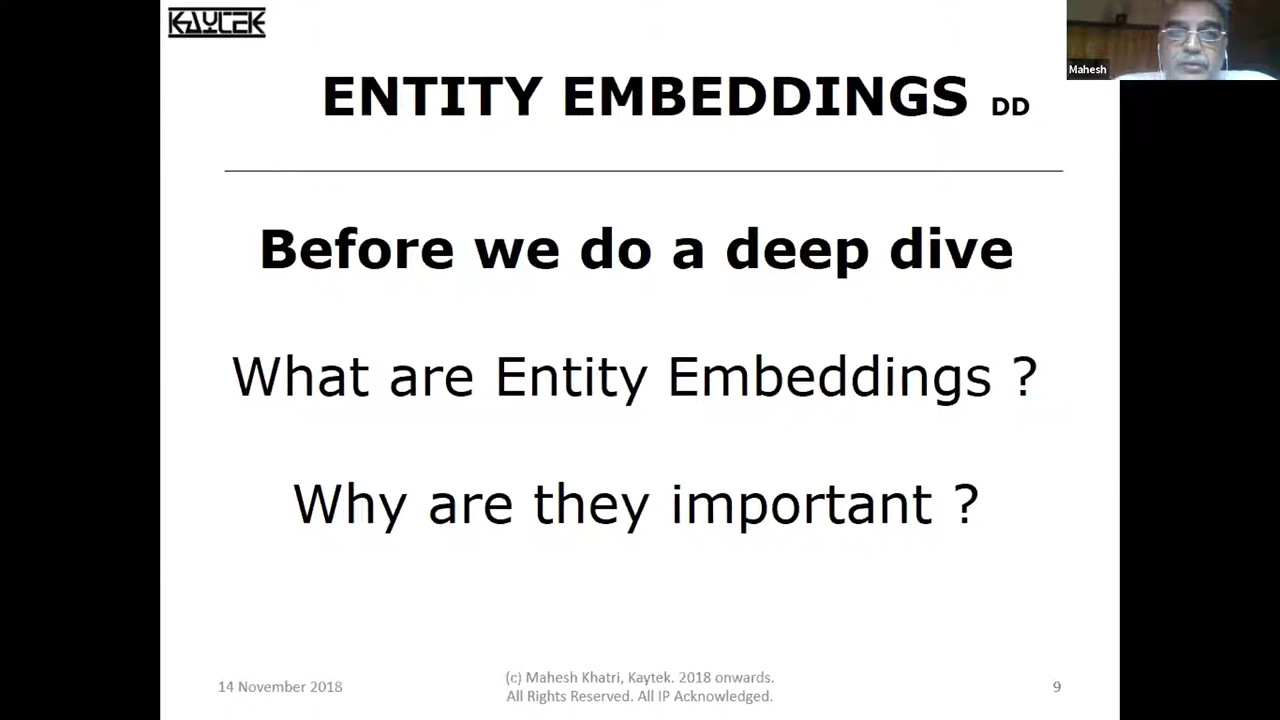 KAYTEK
Mahesh
ENTITY EMBEDDINGS DD
Before we do a deep dive
What are Entity Embeddings ?
Why are they important ?
14 November 2018
(c) Mahesh Khatri, Kaytek. 2018 onwards.
All Rights Reserved. All IP Acknowledged.
9